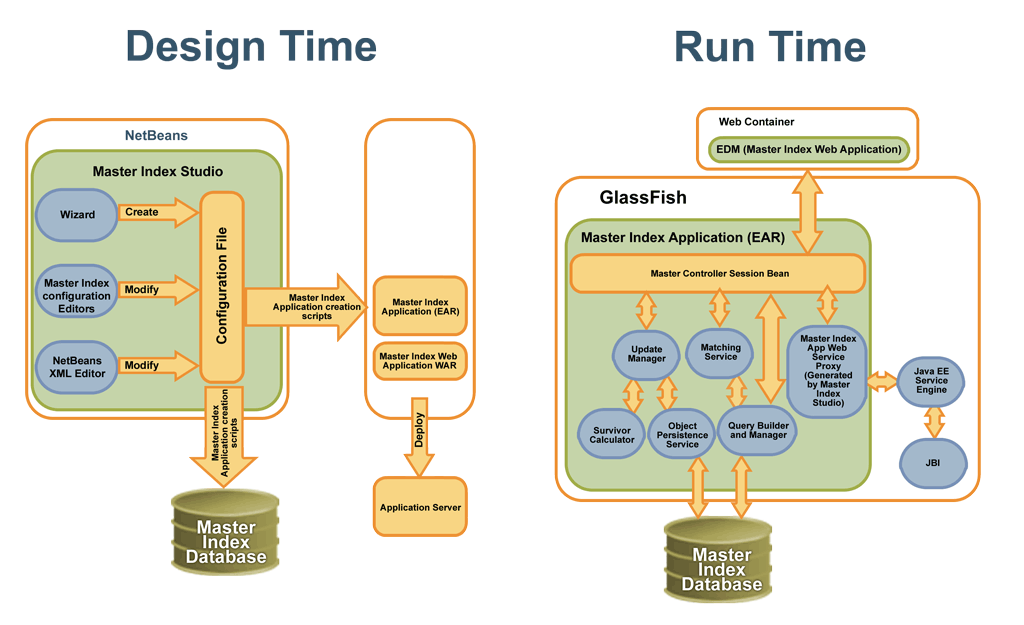 Design Time
NetBeans
Master Index Studio
Wizard
Create
Master Index
configuration
Editors
Modify
NetBeans
XML Editor
Modify
Configuration File
Master Index
Application creation
scripts
Master Index
Application creation
scripts
Master
Index
Database
Master Index
Application (EAR)
Master Index Web
Application WAR
Deploy
Application Server
Run Time
Web Container
EDM (Master Index Web Application)
GlassFish
Master Index Application (EAR)
Master Controller Session Bean
Update
Manager
Matching
Service
Master Index
App Web
Service
Proxy
(Generated
by Master
Index
Studio)
Survivor
Calculator
Object
Persistence
Service
Query Builder
and Manager
Java EE
Service
Engine
JBI
Master
Index
Database